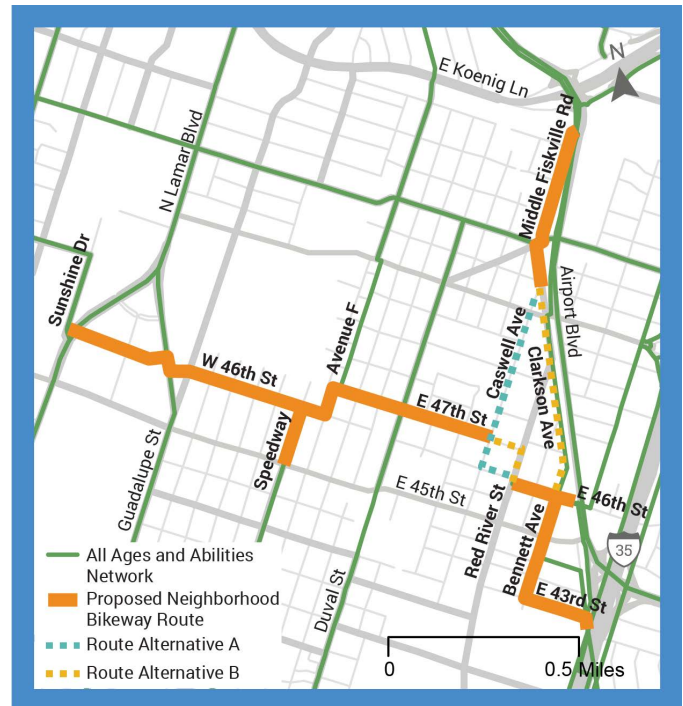 N
E Koenig Ln
Middle Fiskville Rd
N Lamar Blvd
Sunshine Dr
Airport Blvd
Avenue F
Caswell Ave
Clarkson Ave
W 46th St
E 47th St
Speedway
Guadalupe St
E 45th St
Red River St
E 46th St
Bennett Ave
35
E 43rd St
Duval St
All Ages and Abilities
Network
Proposed Neighborhood
Bikeway Route
Route Alternative A
Route Alternative B
0 0.5 Miles